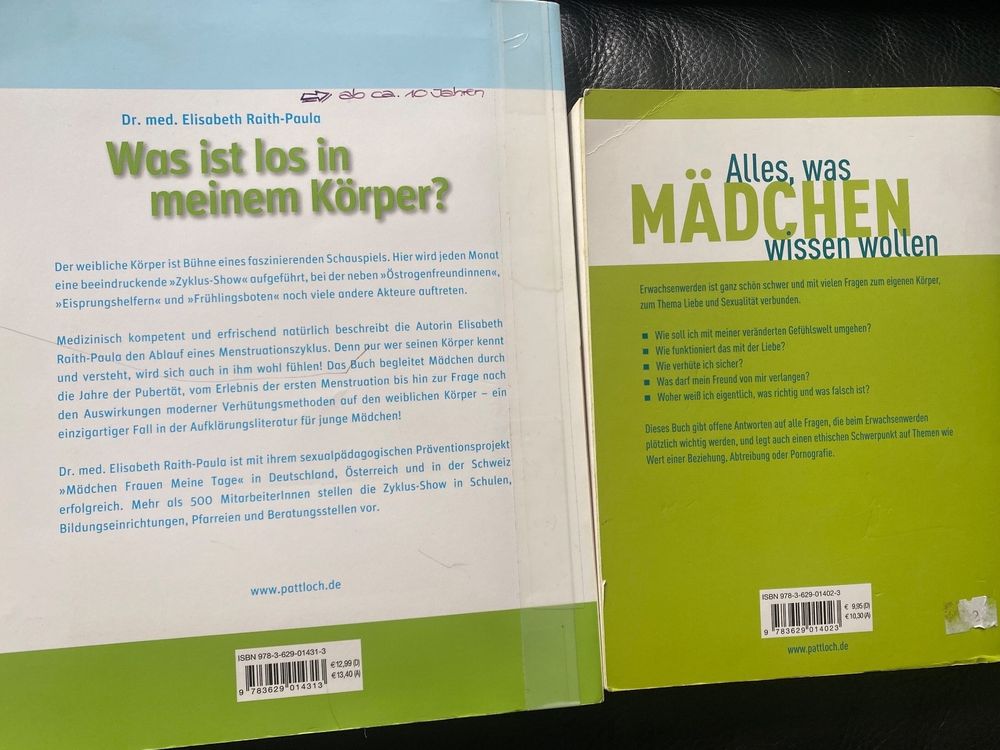 ⇒ ab ca. 10 Jahren
Dr. med. Elisabeth Raith-Paula
Was ist los in
meinem Körper?
Der weibliche Körper ist Bühne eines faszinierenden Schauspiels. Hier wird jeden Monat
eine beeindruckende »Zyklus-Show« aufgeführt, bei der neben »Östrogenfreundinnen«,
»Eisprungshelfern« und »Frühlingsboten« noch viele andere Akteure auftreten.
Medizinisch kompetent und erfrischend natürlich beschreibt die Autorin Elisabeth
Raith-Paula den Ablauf eines Menstruationszyklus. Denn nur wer seinen Körper kennt
und versteht, wird sich auch in ihm wohl fühlen! Das Buch begleitet Mädchen durch
die Jahre der Pubertät, vom Erlebnis der ersten Menstruation bis hin zur Frage nach
den Auswirkungen moderner Verhütungsmethoden auf den weiblichen Körper – ein
einzigartiger Fall in der Aufklärungsliteratur für junge Mädchen!
Dr. med. Elisabeth Raith-Paula ist mit ihrem sexualpädagogischen Präventionsprojekt
»Mädchen Frauen Meine Tage« in Deutschland, Österreich und in der Schweiz
erfolgreich. Mehr als 500 MitarbeiterInnen stellen die Zyklus-Show in Schulen,
Bildungseinrichtungen, Pfarreien und Beratungsstellen vor.
www.pattloch.de
ISBN 978-3-629-01431-3
€ 12,99 (D)
€ 13,40 (A)
9 783629 014313
Alles, was
MÄDCHEN
wissen wollen
Erwachsenwerden ist ganz schön schwer und mit vielen Fragen zum eigenen Körper,
zum Thema Liebe und Sexualität verbunden.
■ Wie soll ich mit meiner veränderten Gefühlswelt umgehen?
■ Wie funktioniert das mit der Liebe?
■ Wie verhüte ich sicher?
■ Was darf mein Freund von mir verlangen?
■ Woher weiß ich eigentlich, was richtig und was falsch ist?
Dieses Buch gibt offene Antworten auf alle Fragen, die beim Erwachsenwerden
plötzlich wichtig werden, und legt auch einen ethischen Schwerpunkt auf Themen wie
Wert einer Beziehung, Abtreibung oder Pornografie.
ISBN 978-3-629-01402-3
€ 9,95 (D)
€ 10,30 (A)
9 783629 014023
www.pattloch.de